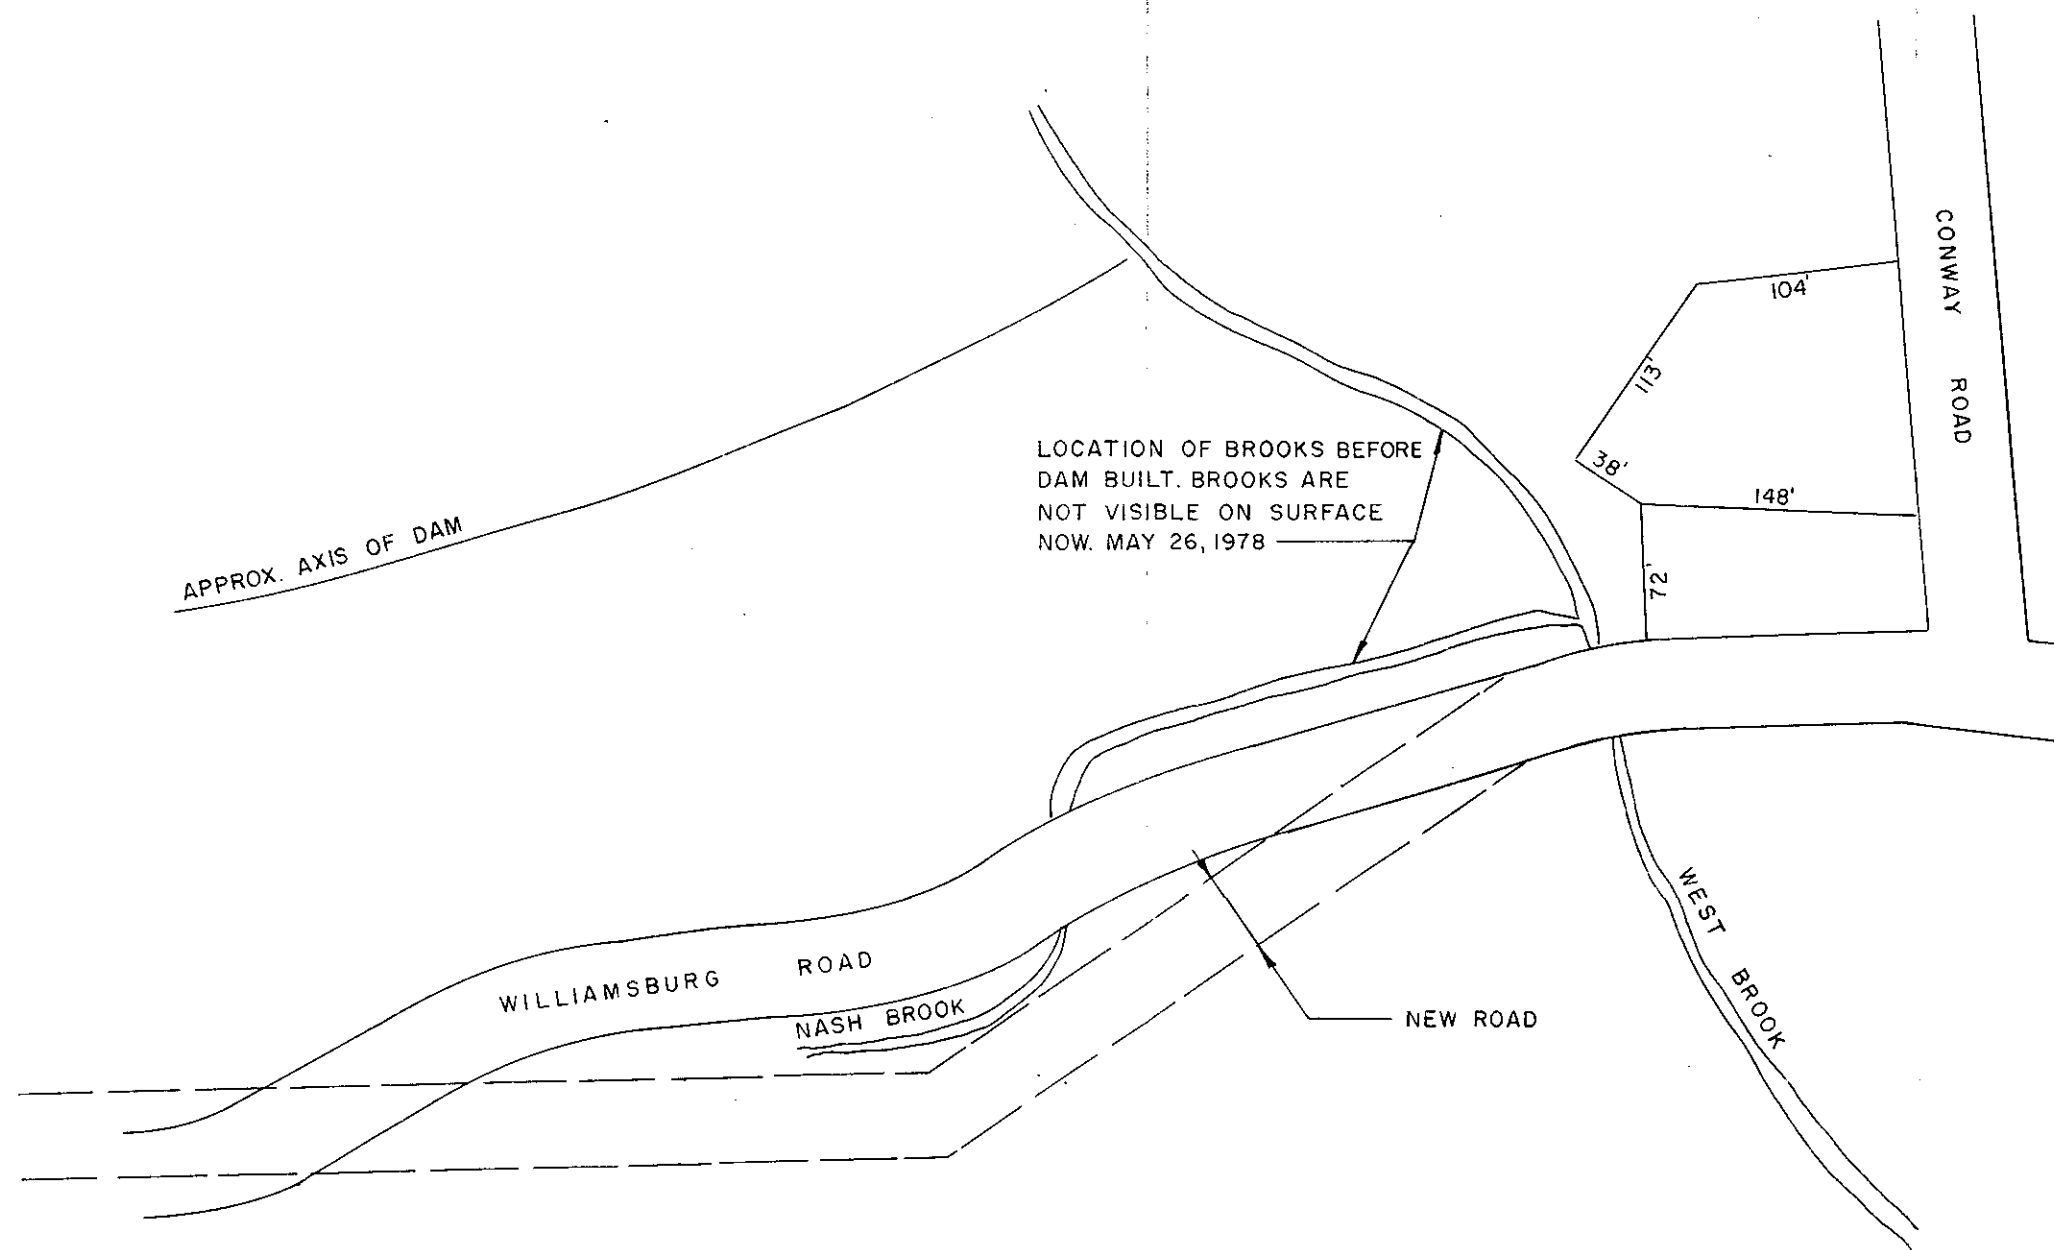 CONWAY ROAD
104'
113'
38'
148'
72'
LOCATION OF BROOKS BEFORE
DAM BUILT. BROOKS ARE
NOT VISIBLE ON SURFACE
NOW. MAY 26, 1978
APPROX. AXIS OF DAM
WILLIAMSBURG ROAD
NASH BROOK
WEST BROOK
NEW ROAD